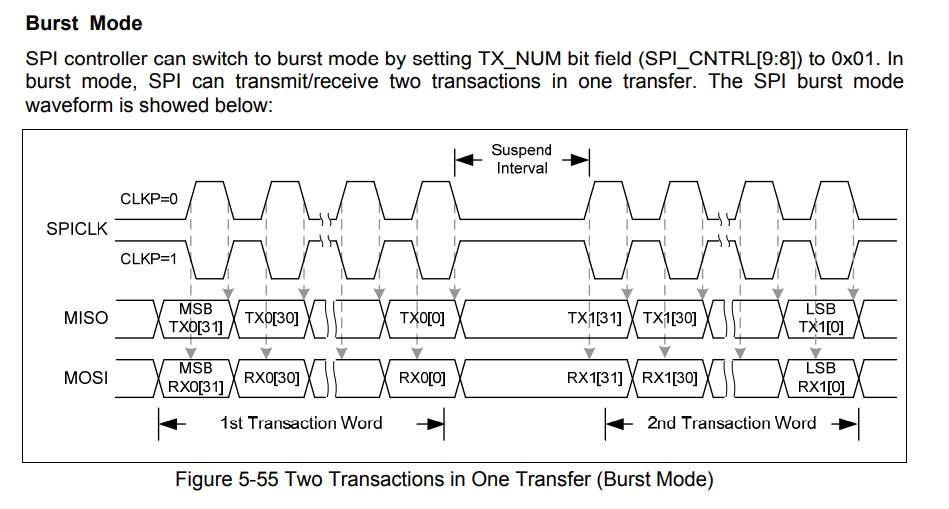 Burst Mode
SPI controller can switch to burst mode by setting TX_NUM bit field (SPI_CNTRL[9:8]) to 0x01. In
burst mode, SPI can transmit/receive two transactions in one transfer. The SPI burst mode
waveform is showed below:
Suspend
Interval
CLKP=0
SPICLK
CLKP=1
MISO
MSB
TX0[31]
TX0[30]
TX0[0]
TX1[31]
TX1[30]
LSB
TX1[0]
MOSI
MSB
RX0[31]
RX0[30]
RX0[0]
RX1[31]
RX1[30]
LSB
RX1[0]
1st Transaction Word
2nd Transaction Word
Figure 5-55 Two Transactions in One Transfer (Burst Mode)